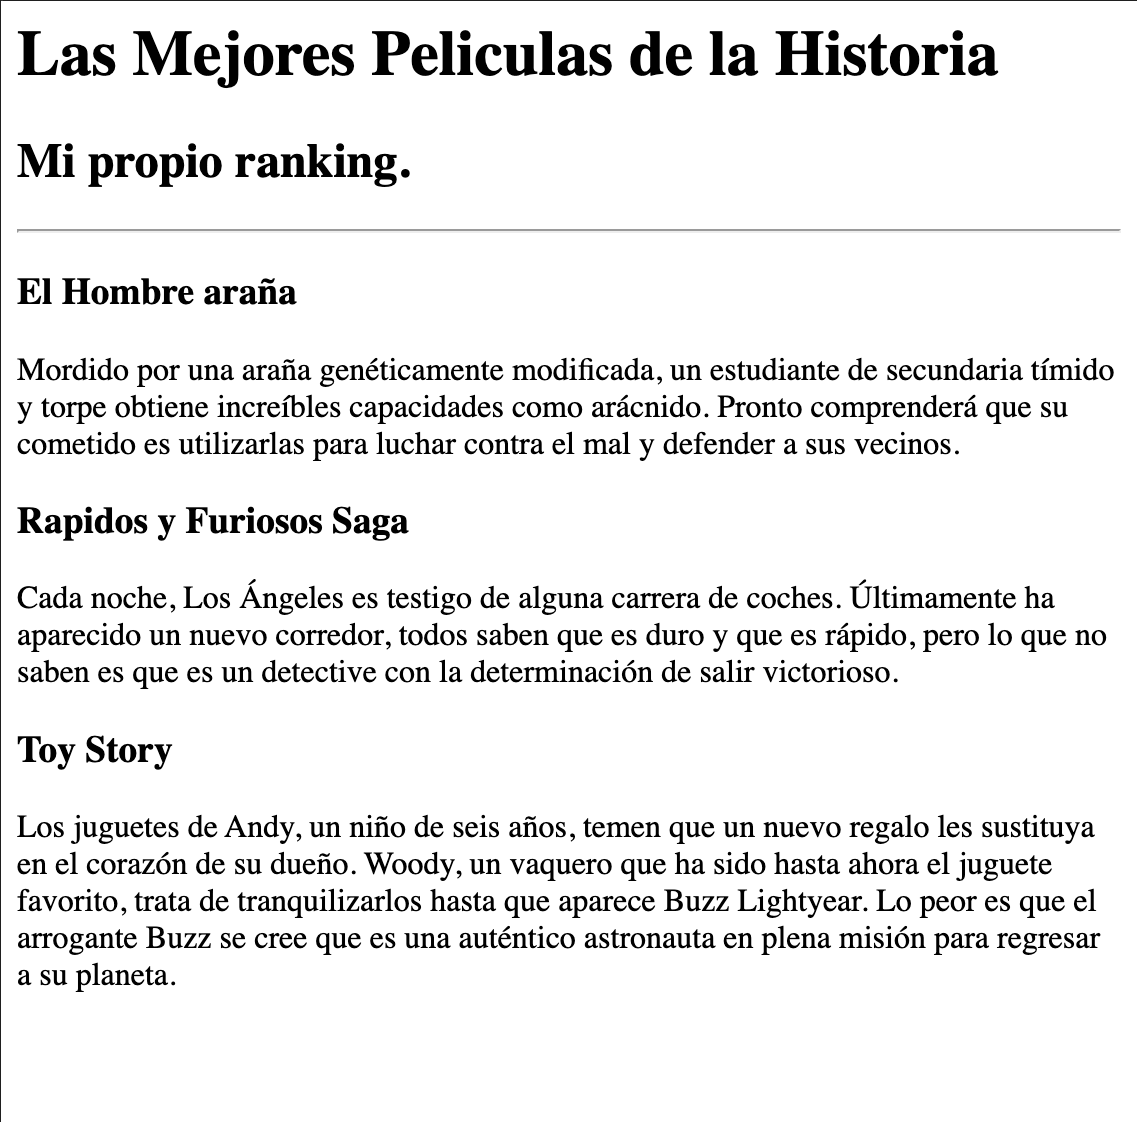 Las Mejores Peliculas de la Historia
Mi propio ranking.
El Hombre araña
Mordido por una araña genéticamente modificada, un estudiante de secundaria tímido
y torpe obtiene increíbles capacidades como arácnido. Pronto comprenderá que su
cometido es utilizarlas para luchar contra el mal y defender a sus vecinos.
Rapidos y Furiosos Saga
Cada noche, Los Ángeles es testigo de alguna carrera de coches. Últimamente ha
aparecido un nuevo corredor, todos saben que es duro y que es rápido, pero lo que no
saben es que es un detective con la determinación de salir victorioso.
Toy Story
Los juguetes de Andy, un niño de seis años, temen que un nuevo regalo les sustituya
en el corazón de su dueño. Woody, un vaquero que ha sido hasta ahora el juguete
favorito, trata de tranquilizarlos hasta que aparece Buzz Lightyear. Lo peor es que el
arrogante Buzz se cree que es una auténtico astronauta en plena misión para regresar
a su planeta.